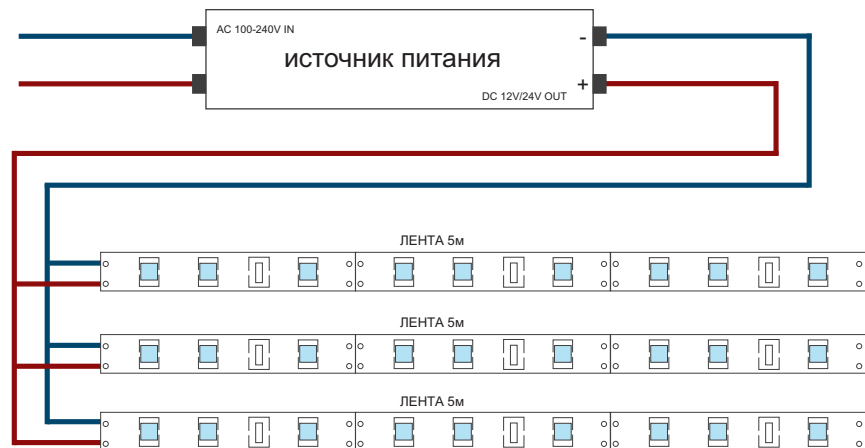 AC 100-240V IN
-
источник питания
+
DC 12V/24V OUT
ЛЕНТА 5м
ЛЕНТА 5м
ЛЕНТА 5м